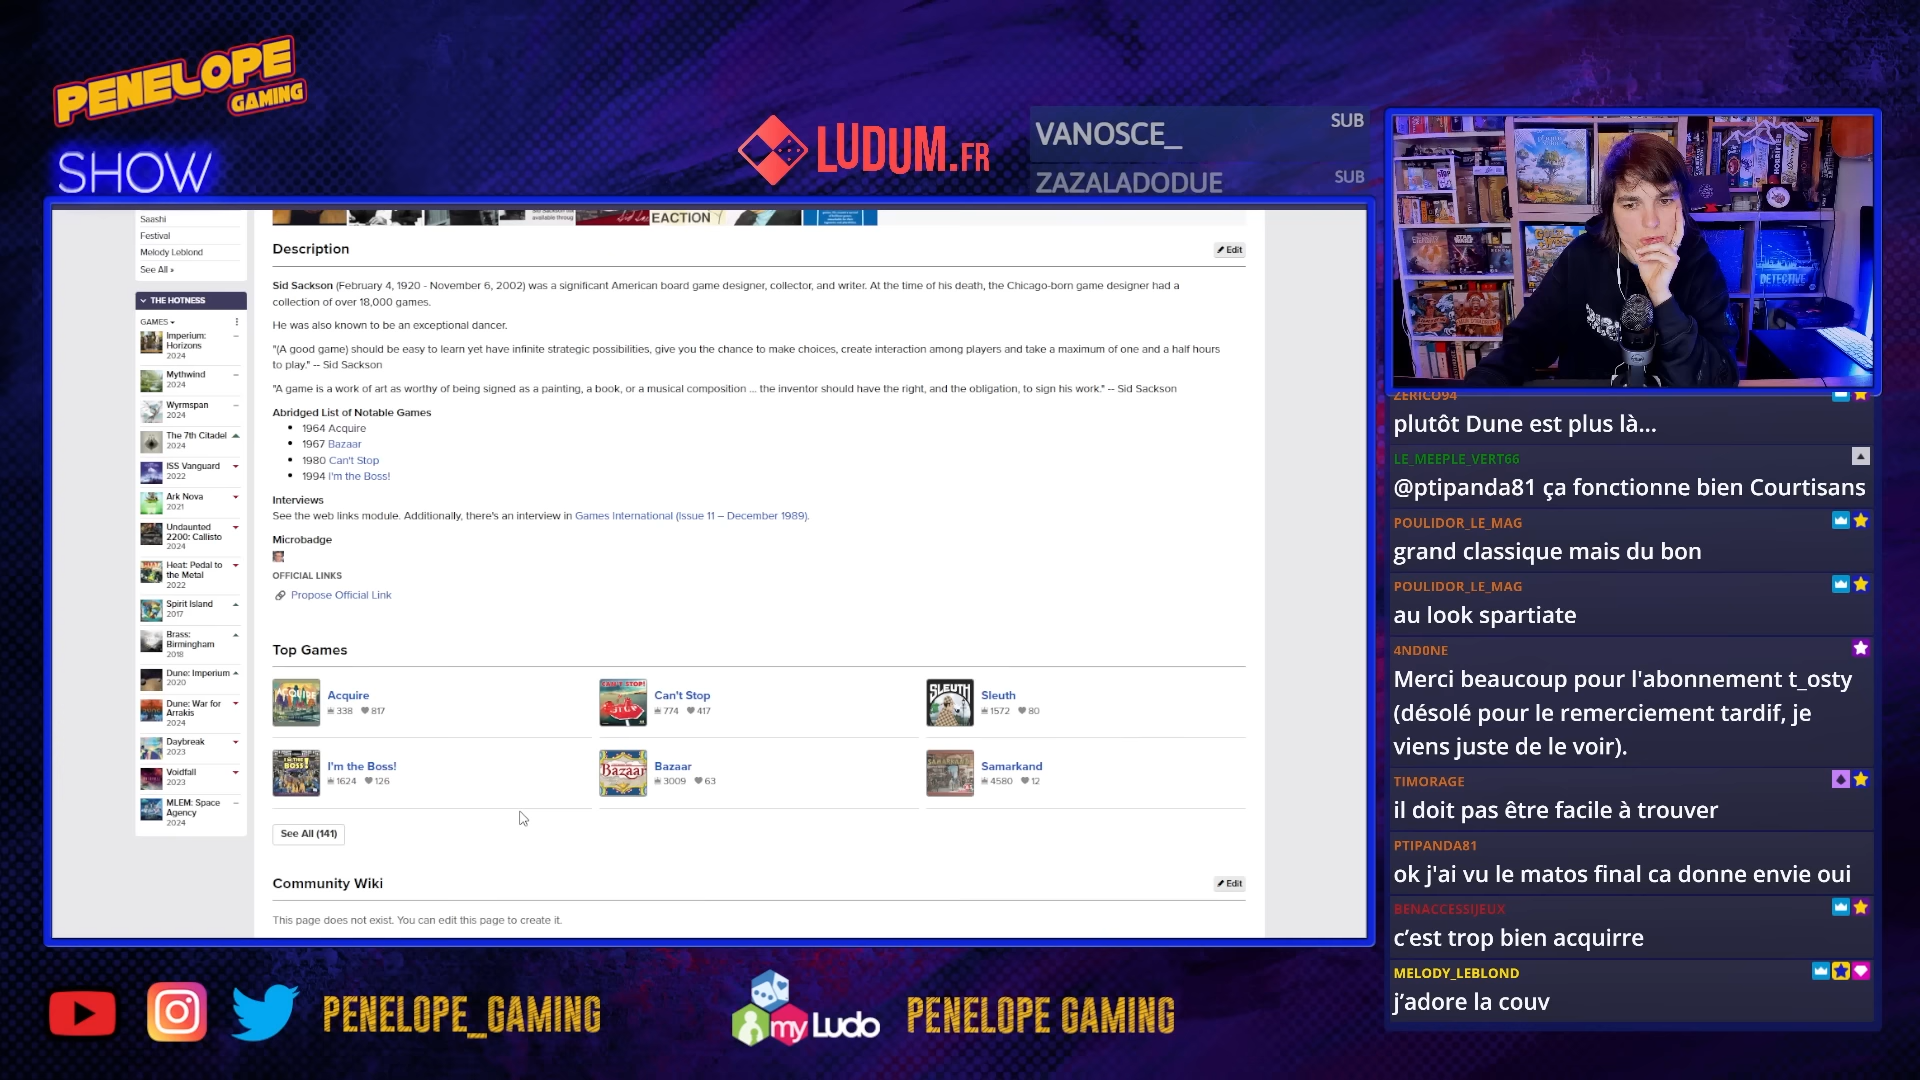 PENELOPE
GAMING
SHOW
LUDUM.FR
VANOSCE_
SUB
ZAZALADODUE
SUB
Saashi
Festival
Melody Leblond
See All »
THE HOTNESS
GAMES
Imperium:
Horizons
2024
Mythwind
2024
Wyrmspan
2024
The 7th Citadel
2024
ISS Vanguard
2022
Ark Nova
2021
Undaunted
2200: Callisto
2024
Heat: Pedal to
the Metal
2022
Spirit Island
2017
Brass:
Birmingham
2018
Dune: Imperium
2020
Dune: War for
Arrakis
2024
Daybreak
2023
Voidfall
2023
MLEM: Space
Agency
2024
EACTION
Description
Edit
Sid Sackson (February 4, 1920 - November 6, 2002) was a significant American board game designer, collector, and writer. At the time of his death, the Chicago-born game designer had a
collection of over 18,000 games.
He was also known to be an exceptional dancer.
"(A good game) should be easy to learn yet have infinite strategic possibilities, give you the chance to make choices, create interaction among players and take a maximum of one and a half hours
to play." -- Sid Sackson
"A game is a work of art as worthy of being signed as a painting, a book, or a musical composition ... the inventor should have the right, and the obligation, to sign his work." -- Sid Sackson
Abridged List of Notable Games
1964 Acquire
1967 Bazaar
1980 Can't Stop
1994 I'm the Boss!
Interviews
See the web links module. Additionally, there's an interview in Games International (Issue 11 – December 1989).
Microbadge
OFFICIAL LINKS
Propose Official Link
Top Games
Acquire
338 817
Can't Stop
774 417
Sleuth
1572 80
I'm the Boss!
1624 126
Bazaar
3009 63
Samarkand
4580 12
See All (141)
Community Wiki
Edit
This page does not exist. You can edit this page to create it.
ZERICO94
plutôt Dune est plus là...
LE_MEEPLE_VERT66
@ptipanda81 ça fonctionne bien Courtisans
POULIDOR_LE_MAG
grand classique mais du bon
POULIDOR_LE_MAG
au look spartiate
4ND0NE
Merci beaucoup pour l'abonnement t_osty
(désolé pour le remerciement tardif, je
viens juste de le voir).
TIMORAGE
il doit pas être facile à trouver
PTIPANDA81
ok j'ai vu le matos final ca donne envie oui
BENACCESSIJEUX
c’est trop bien acquirre
MELODY_LEBLOND
j’adore la couv
PENELOPE_GAMING
myLudo
PENELOPE GAMING